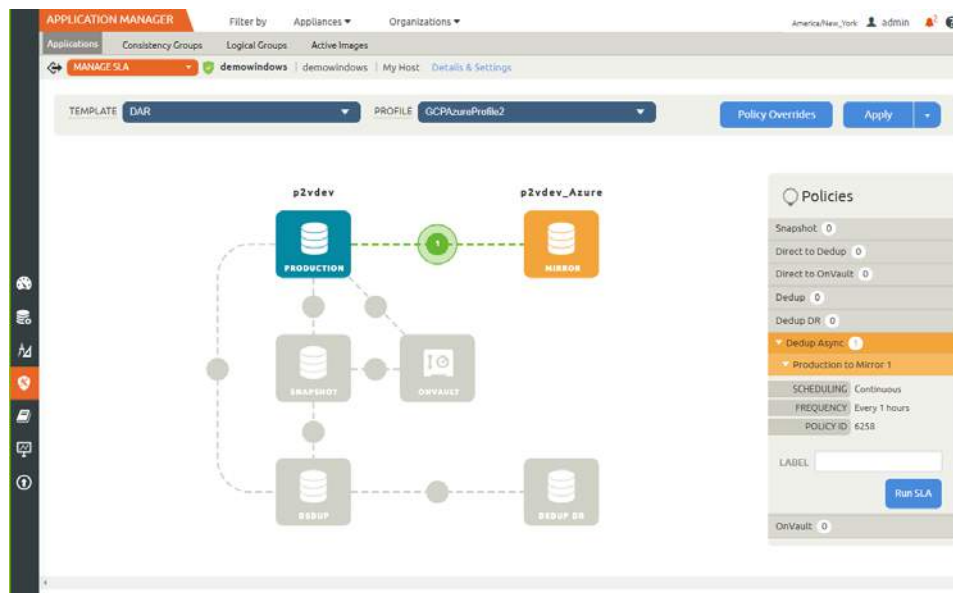 APPLICATION MANAGER Filter by Appliances Organizations America/New_York admin 2
Applications Consistency Groups Logical Groups Active Images
MANAGE SLA demowindows | demowindows | My Host Details & Settings
TEMPLATE DAR PROFILE GCPAzureProfile2 Policy Overrides Apply
p2vdev p2vdev_Azure
1
PRODUCTION MIRROR
SNAPSHOT ONVAULT
DEDUP DEDUP DR
Policies
Snapshot 0
Direct to Dedup 0
Direct to OnVault 0
Dedup 0
Dedup DR 0
Dedup Async 1
Production to Mirror 1
SCHEDULING Continuous
FREQUENCY Every 1 hours
POLICY ID 6258
LABEL
Run SLA
OnVault 0